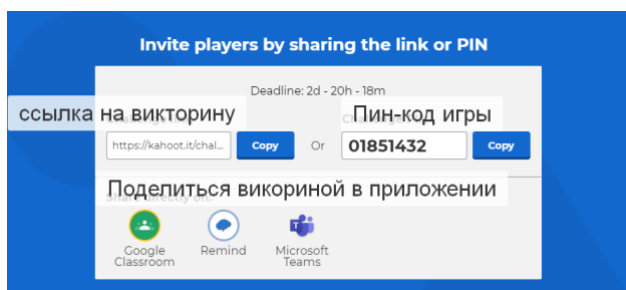 Invite players by sharing the link or PIN
Deadline: 2d - 20h - 18m
ссылка на викторину
Пин-код игры
https://kahoot.it/chal...
Copy
Or
01851432
Copy
Поделиться викориной в приложении
Google Classroom
Remind
Microsoft Teams